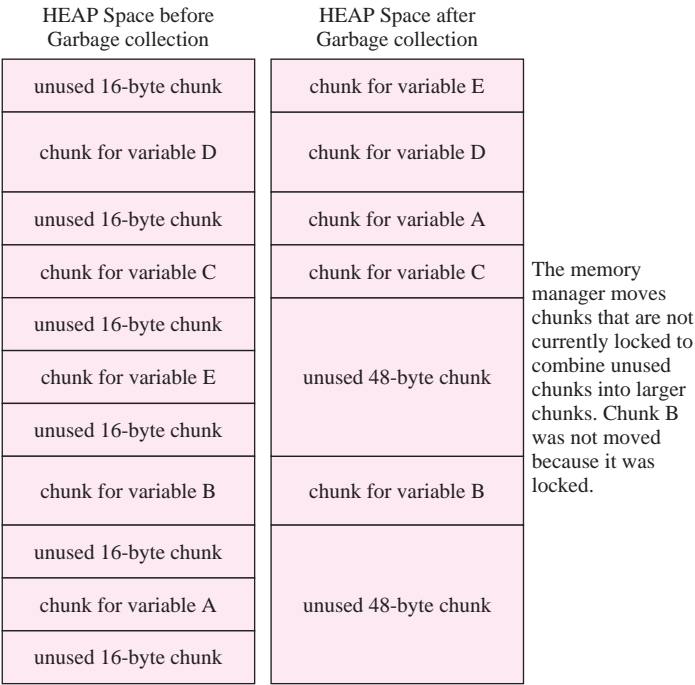 HEAP Space before
Garbage collection
unused 16-byte chunk
chunk for variable D
unused 16-byte chunk
chunk for variable C
unused 16-byte chunk
chunk for variable E
unused 16-byte chunk
chunk for variable B
unused 16-byte chunk
chunk for variable A
unused 16-byte chunk
HEAP Space after
Garbage collection
chunk for variable E
chunk for variable D
chunk for variable A
chunk for variable C
unused 48-byte chunk
chunk for variable B
unused 48-byte chunk
The memory
manager moves
chunks that are not
currently locked to
combine unused
chunks into larger
chunks. Chunk B
was not moved
because it was
locked.